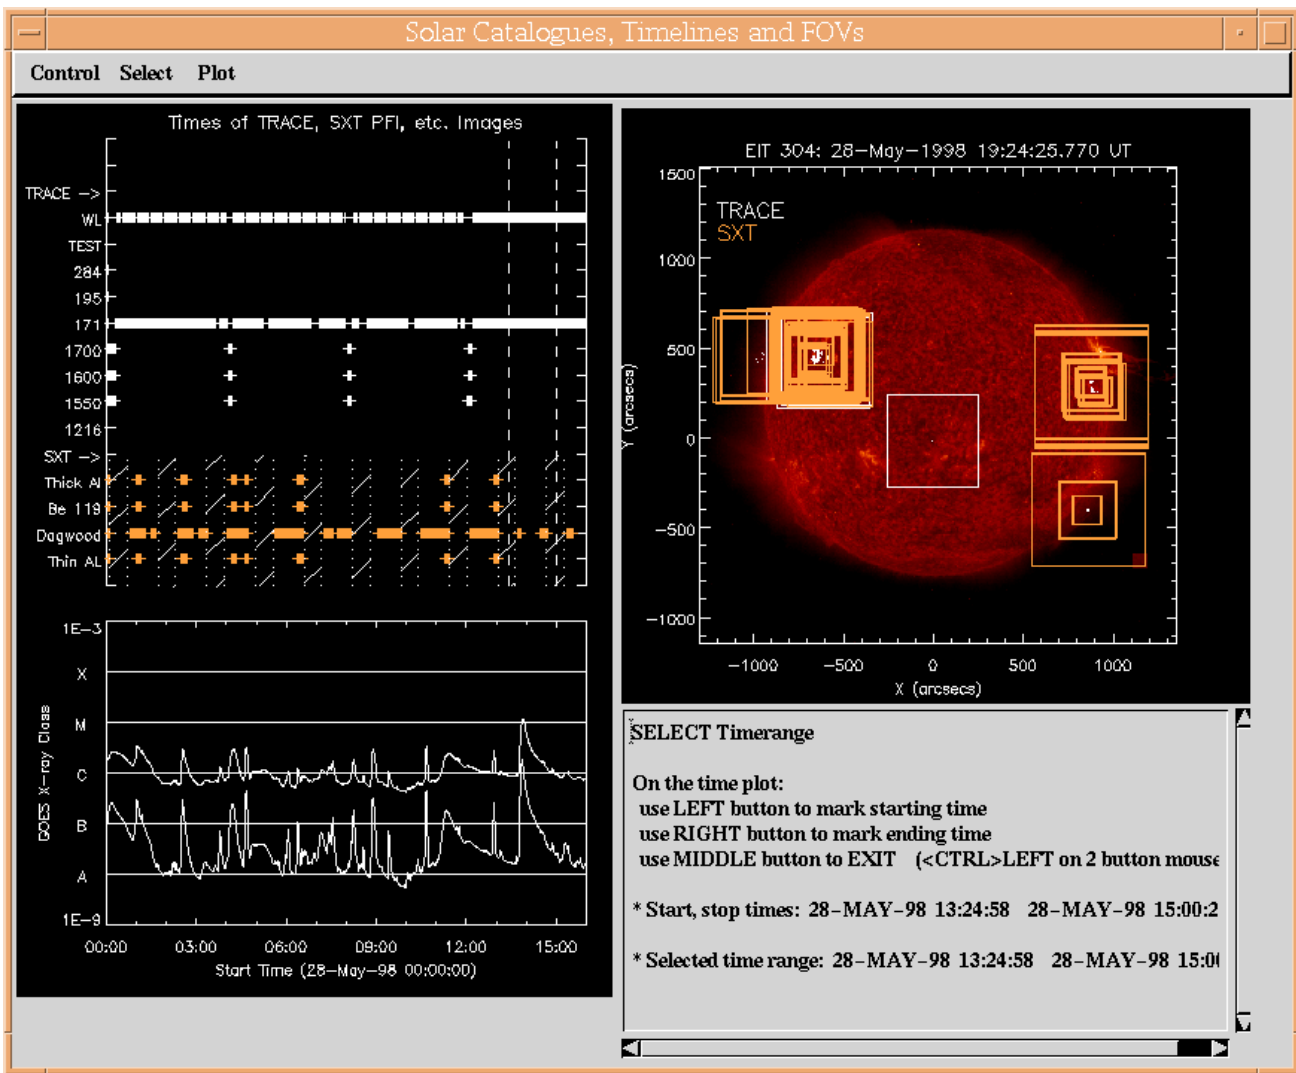 Solar Catalogues, Timelines and FOVs
Control Select Plot
Times of TRACE, SXT PFI, etc. Images
TRACE ->
WL
TEST
284
195
171
1700
1600
1550
1216
SXT ->
Thick Al
Be 119
Dagwood
Thin AL
1E-3
X
M
C
B
A
1E-9
GOES X-ray Class
00:00 03:00 06:00 09:00 12:00 15:00
Start Time (28-May-98 00:00:00)
EIT 304: 28-May-1998 19:24:25.770 UT
TRACE
SXT
1500
1000
500
0
-500
-1000
Y (arcsecs)
-1000 -500 0 500 1000
X (arcsecs)
SELECT Timerange
On the time plot:
use LEFT button to mark starting time
use RIGHT button to mark ending time
use MIDDLE button to EXIT (<CTRL>LEFT on 2 button mouse
* Start, stop times: 28-MAY-98 13:24:58 28-MAY-98 15:00:2
* Selected time range: 28-MAY-98 13:24:58 28-MAY-98 15:00